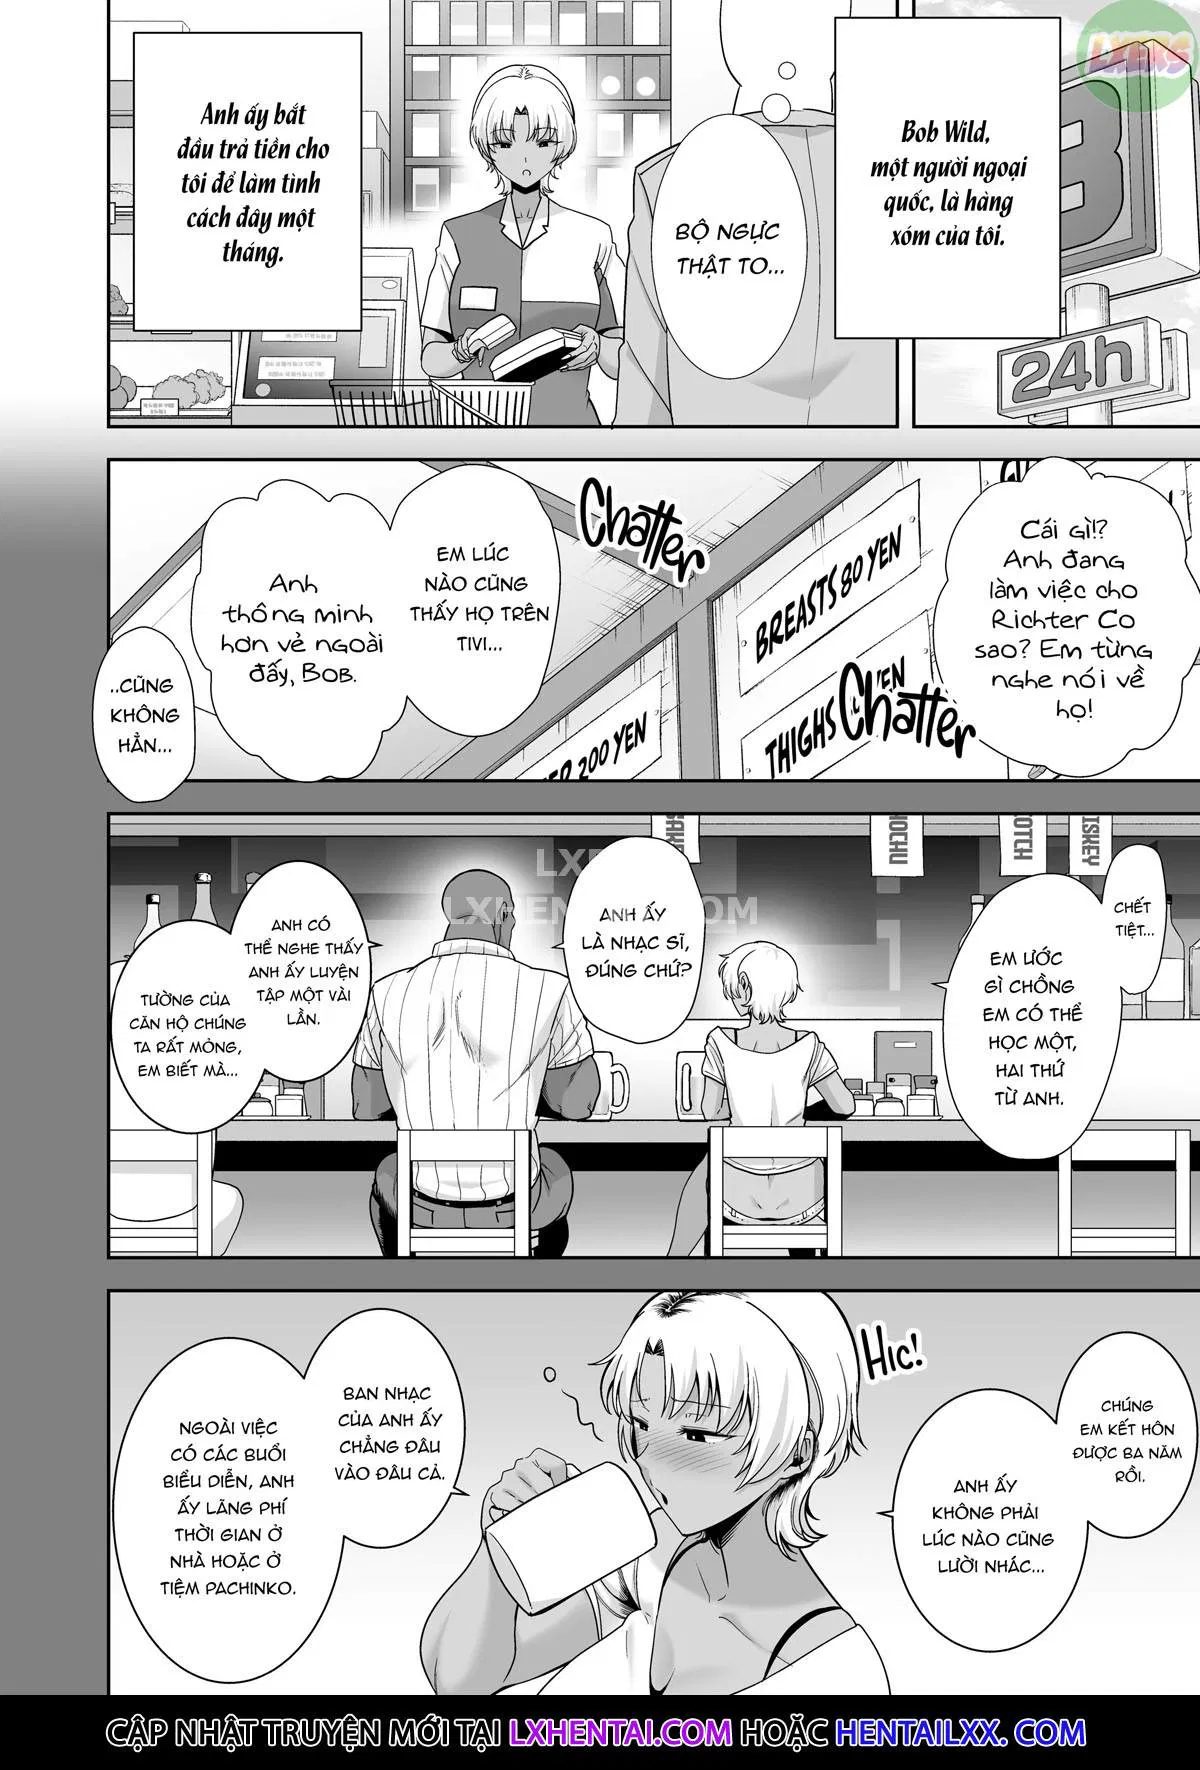 LXERS
B
24h
Bob Wild,
một người ngoại
quốc, là hàng
xóm của tôi.
BỘ NGỰC
THẬT TO...
Anh ấy bắt
đầu trả tiền cho
tôi để làm tình
cách đây một
tháng.
Cái gì!?
Anh đang
làm việc cho
Richter Co
sao? Em từng
nghe nói về
họ!
Chatter
BREASTS 80 YEN
THIGHS
YEN
Chatter
200 YEN
EM LÚC
NÀO CŨNG
THẤY HỌ TRÊN
TIVI...
Anh
thông minh
hơn vẻ ngoài
đấy, Bob.
..CŨNG
KHÔNG
HẲN...
SAKE
HOCHU
COTCH
ISKEY
CHẾT
TIỆT...
EM ƯỚC
GÌ CHỒNG
EM CÓ THỂ
HỌC MỘT,
HAI THỨ
TỪ ANH.
ANH ẤY
LÀ NHẠC SĨ,
ĐÚNG CHỨ?
ANH CÓ
THỂ NGHE THẤY
ANH ẤY LUYỆN
TẬP MỘT VÀI
LẦN.
TƯỜNG CỦA
CĂN HỘ CHÚNG
TA RẤT MỎNG,
EM BIẾT MÀ...
HIC!
CHÚNG
EM KẾT HÔN
ĐƯỢC BA NĂM
RỒI.
ANH ẤY
KHÔNG PHẢI
LÚC NÀO CŨNG
LƯỜI NHÁC...
BAN NHẠC
CỦA ANH ẤY
CHẲNG ĐÂU
VÀO ĐÂU CẢ.
NGOÀI VIỆC
CÓ CÁC BUỔI
BIỂU DIỄN, ANH
ẤY LÃNG PHÍ
THỜI GIAN Ở
NHÀ HOẶC Ở
TIỆM PACHINKO.
CẬP NHẬT TRUYỆN MỚI TẠI LXHENTAI.COM HOẶC HENTAILXX.COM